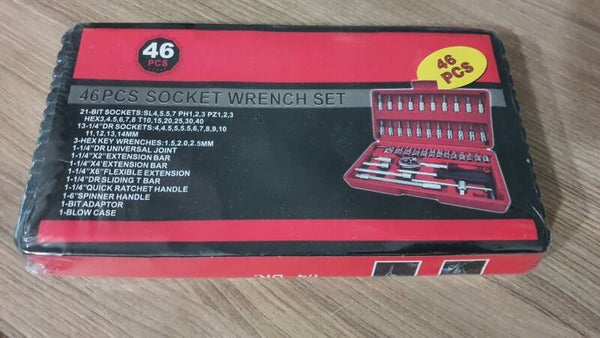 46
PCS
46
PCS
46PCS SOCKET WRENCH SET
21-BIT SOCKETS:SL4,5.5,7 PH1,2,3 PZ1,2,3
HEX3,4,5,6,7,8 T10,15,20,25,30,40
13-1/4"DR SOCKETS:4,4.5,5,5.5,6,7,8,9,10
11,12,13,14MM
3-HEX KEY WRENCHES:1.5,2.0,2.5MM
1-1/4"DR UNIVERSAL JOINT
1-1/4"X2"EXTENSION BAR
1-1/4"X4"EXTENSION BAR
1-1/4"X6"FLEXIBLE EXTENSION
1-1/4"DR SLIDING T BAR
1-1/4"QUICK RATCHET HANDLE
1-6"SPINNER HANDLE
1-BIT ADAPTOR
1-BLOW CASE